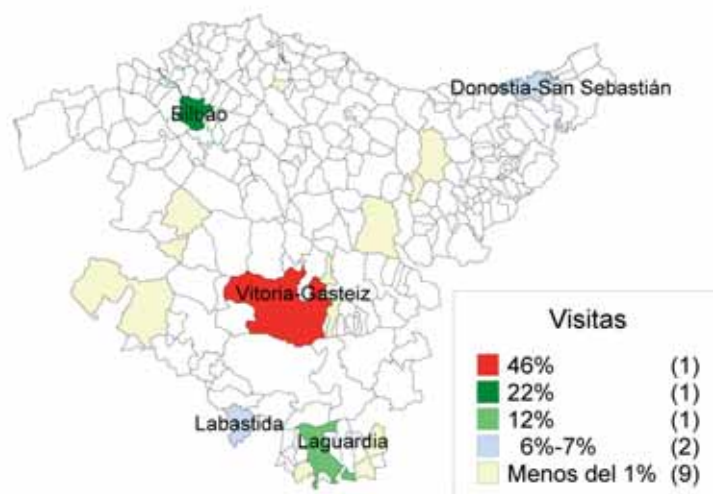 Donostia-San Sebastián
Bilbao
Vitoria-Gasteiz
Labastida
Laguardia
Visitas
46% (1)
22% (1)
12% (1)
6%-7% (2)
Menos del 1% (9)